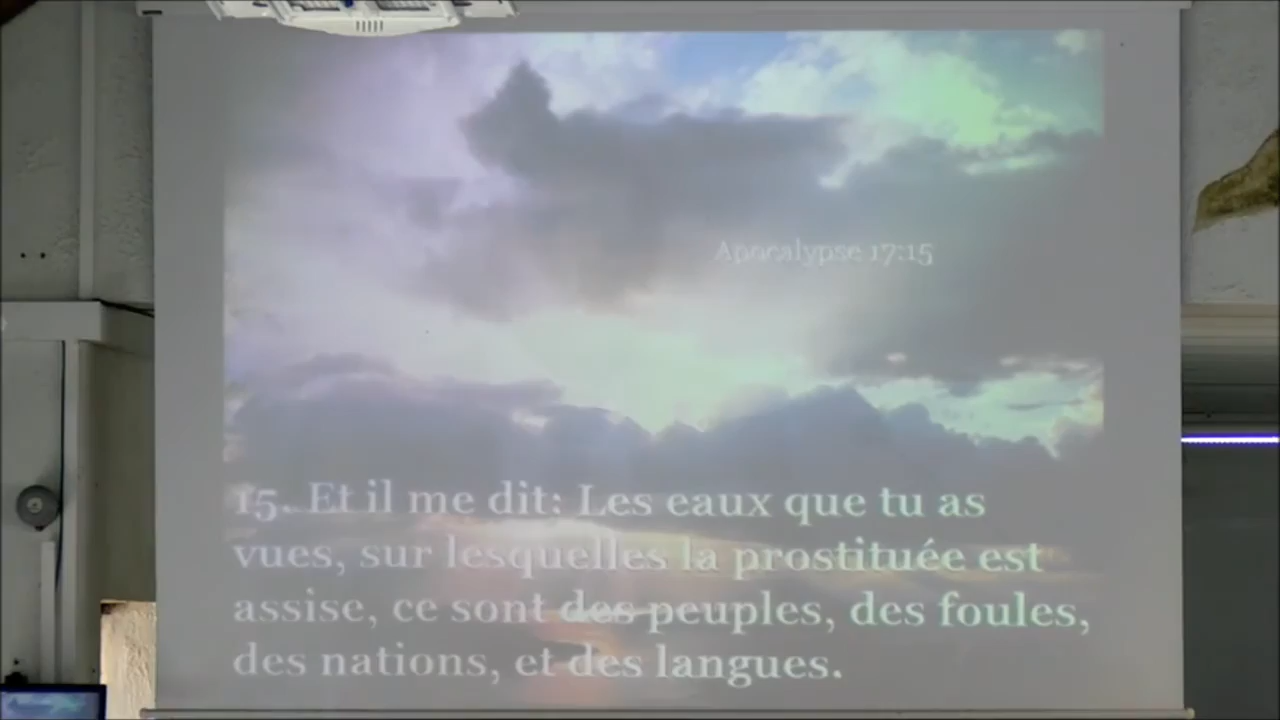 Apocalypse 17:15
15. Et il me dit: Les eaux que tu as
vues, sur lesquelles la prostituée est
assise, ce sont des peuples, des foules,
des nations, et des langues.